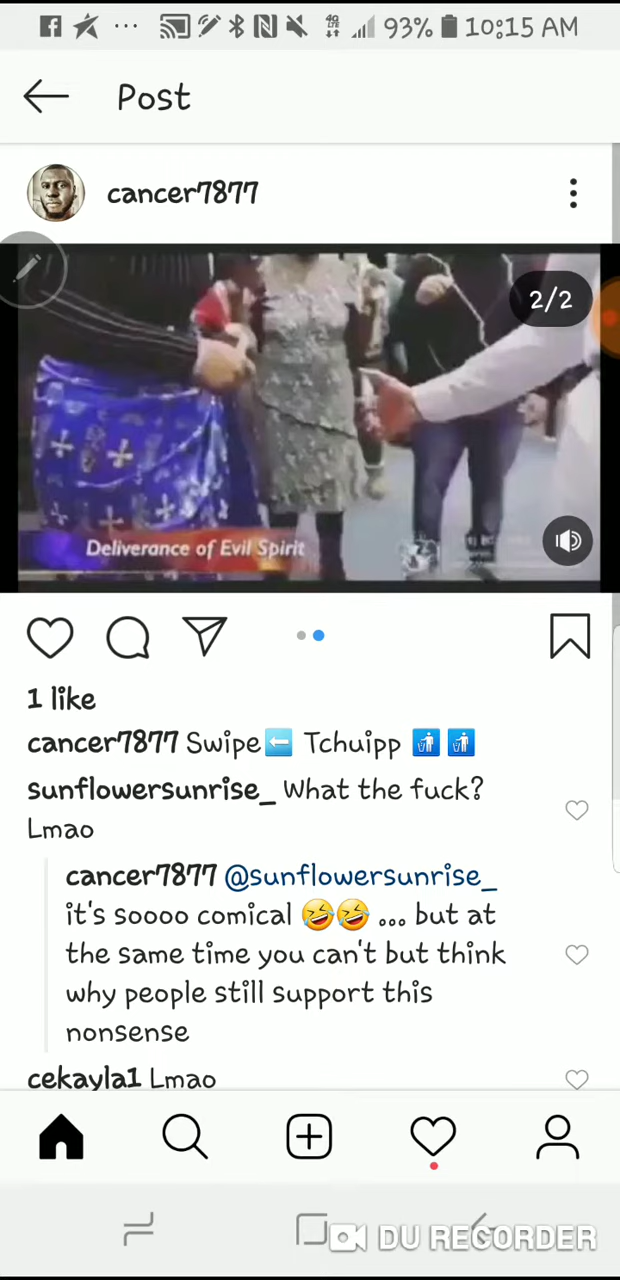 4G LTE 93% 10:15 AM
Post
cancer7877
2/2
Deliverance of Evil Spirit
1 like
cancer7877 Swipe⬅️ Tchuipp 🚮🚮
sunflowersunrise_ What the fuck?
Lmao
cancer7877 @sunflowersunrise_
it's soooo comical 🤣🤣 ... but at
the same time you can't but think
why people still support this
nonsense
cekayla1 Lmao
DU RECORDER